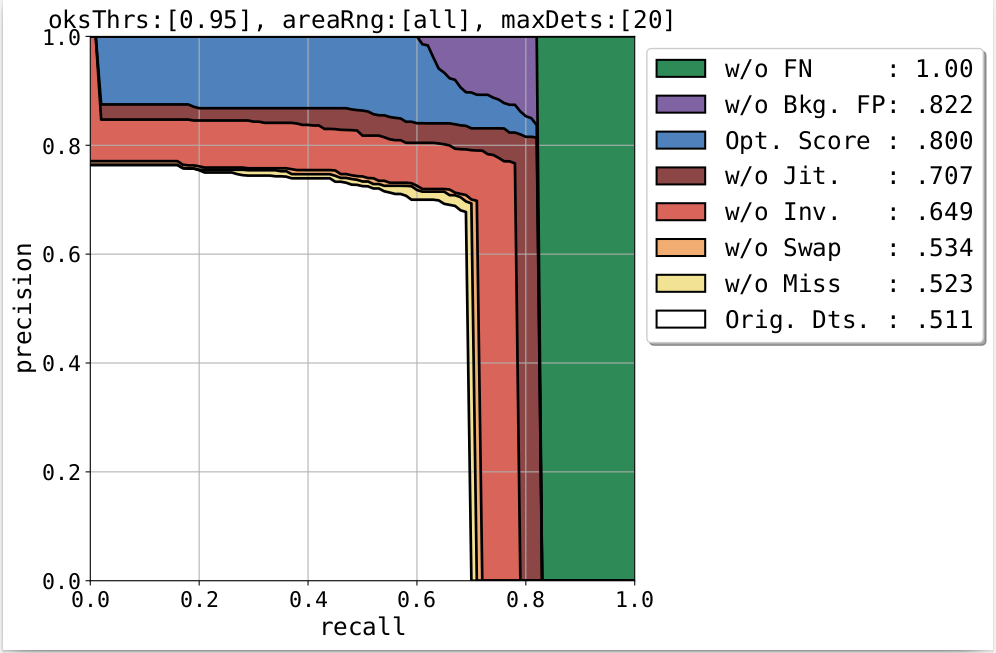 oksThrs:[0.95], areaRng:[all], maxDets:[20]
1.0
0.8
0.6
0.4
0.2
0.0
precision
0.0 0.2 0.4 0.6 0.8 1.0
recall
w/o FN : 1.00
w/o Bkg. FP: .822
Opt. Score : .800
w/o Jit. : .707
w/o Inv. : .649
w/o Swap : .534
w/o Miss : .523
Orig. Dts. : .511